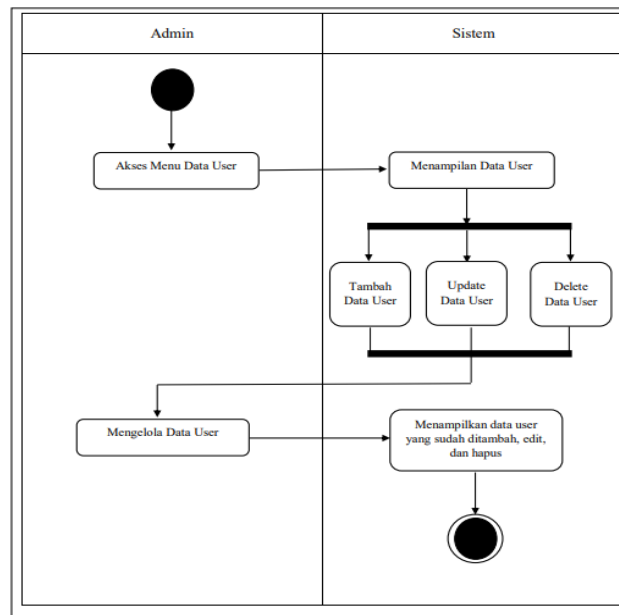 Admin
Sistem
Akses Menu Data User
Menampilan Data User
Tambah
Data User
Update
Data User
Delete
Data User
Mengelola Data User
Menampilkan data user
yang sudah ditambah, edit,
dan hapus